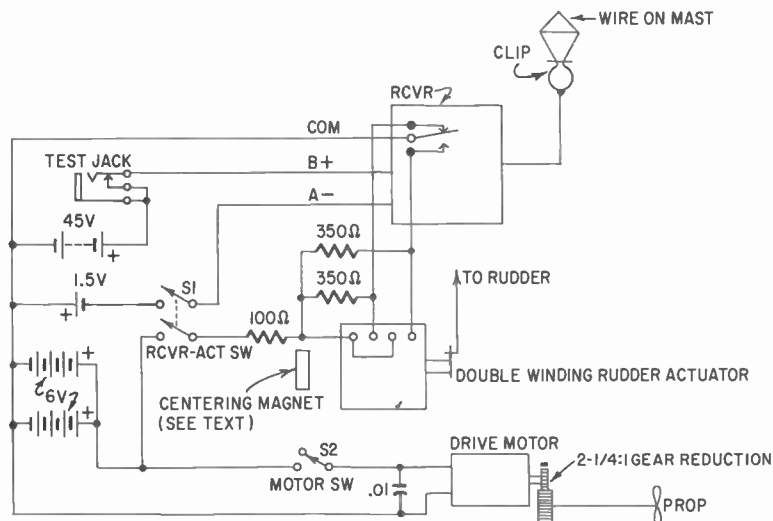 WIRE ON MAST
CLIP
RCVR
COM
TEST JACK
B+
A-
45V
+
350Ω
350Ω
1.5V
+
S1
TO RUDDER
100Ω
RCVR-ACT SW
+
6V
+
CENTERING MAGNET
(SEE TEXT)
DOUBLE WINDING RUDDER ACTUATOR
S2
MOTOR SW
.01
DRIVE MOTOR
2-1/4:1 GEAR REDUCTION
PROP